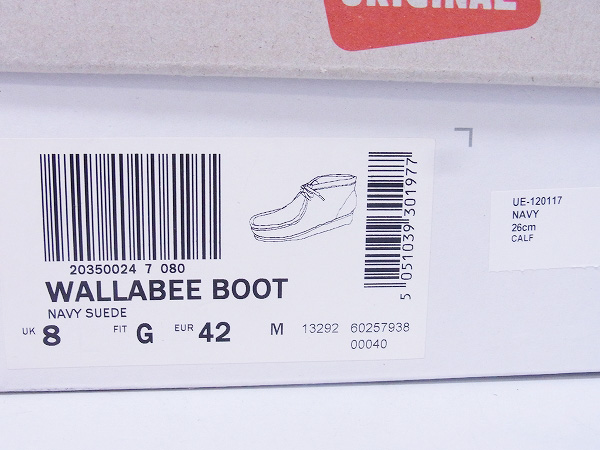 ORIGINAL
20350024 7 080
5 051039 301977
WALLABEE BOOT
NAVY SUEDE
UK 8 FIT G EUR 42 M 13292 60257938
00040
UE-120117
NAVY
26cm
CALF